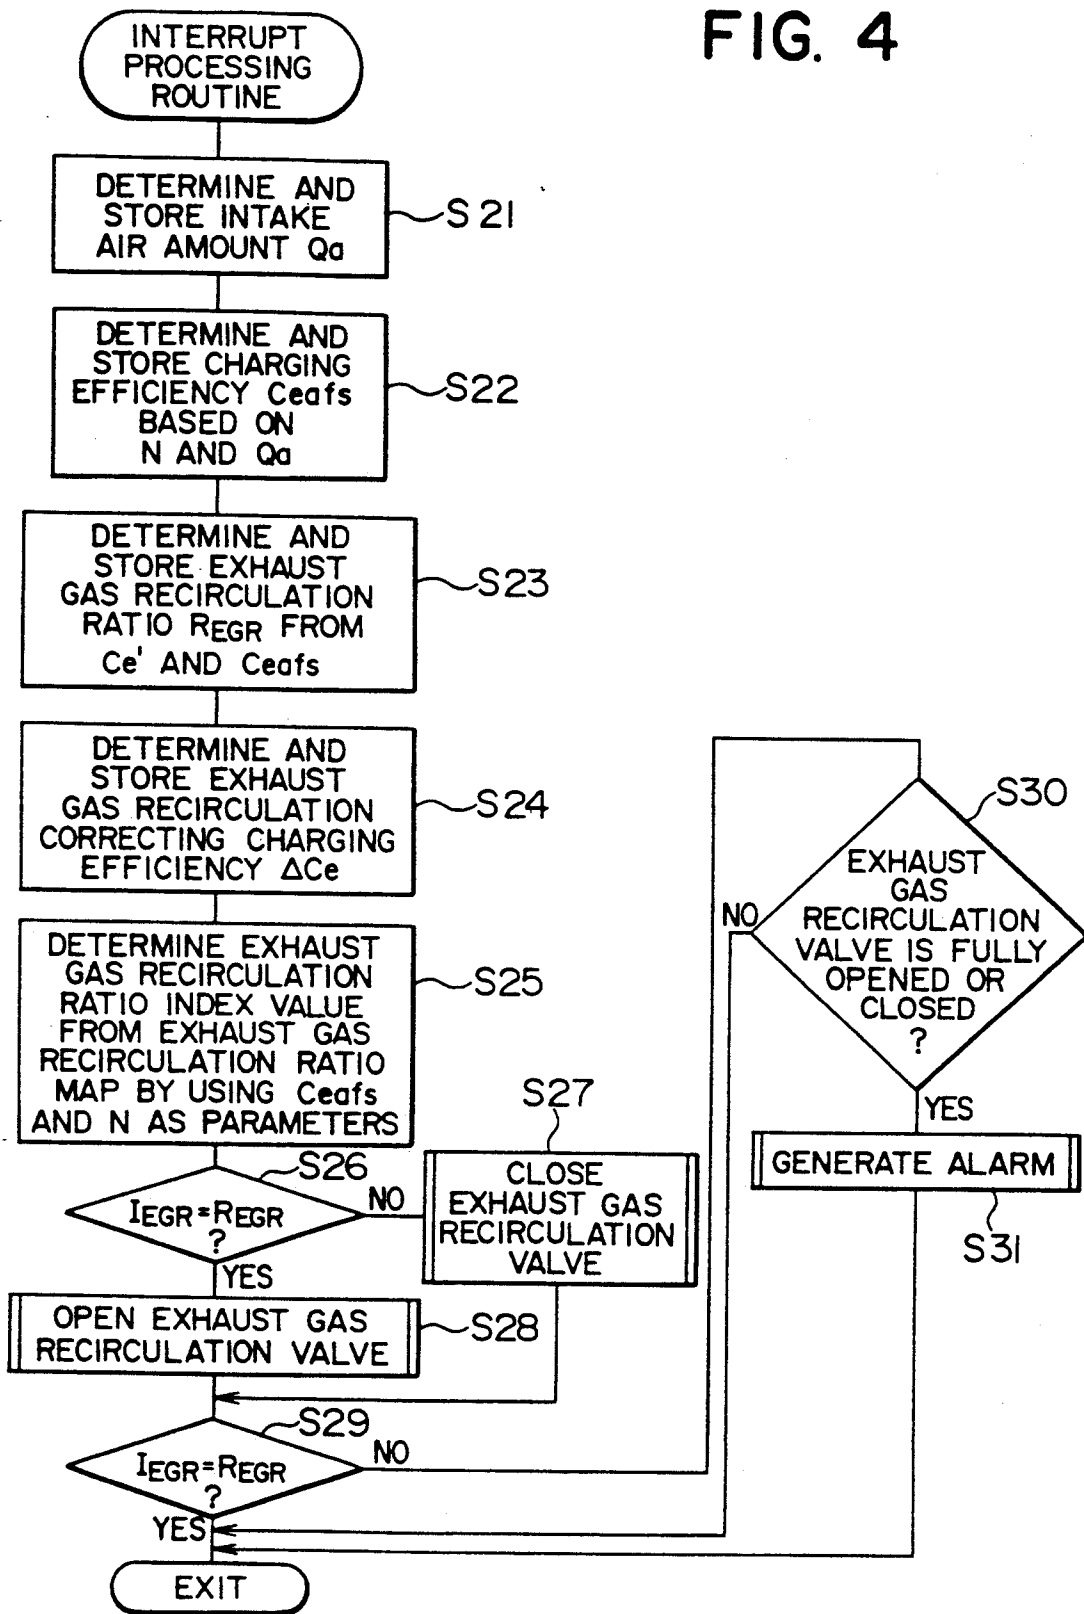 FIG. 4
INTERRUPT
PROCESSING
ROUTINE
DETERMINE AND
STORE INTAKE
AIR AMOUNT Qa
S21
DETERMINE AND
STORE CHARGING
EFFICIENCY Ceafs
BASED ON
N AND Qa
S22
DETERMINE AND
STORE EXHAUST
GAS RECIRCULATION
RATIO REGR FROM
Ce' AND Ceafs
S23
DETERMINE AND
STORE EXHAUST
GAS RECIRCULATION
CORRECTING CHARGING
EFFICIENCY ΔCe
S24
DETERMINE EXHAUST
GAS RECIRCULATION
RATIO INDEX VALUE
FROM EXHAUST GAS
RECIRCULATION RATIO
MAP BY USING Ceafs
AND N AS PARAMETERS
S25
S26
IEGR=REGR
?
NO
YES
S27
CLOSE
EXHAUST GAS
RECIRCULATION
VALVE
OPEN EXHAUST GAS
RECIRCULATION VALVE
S28
S29
IEGR=REGR
?
NO
YES
S30
EXHAUST
GAS
RECIRCULATION
VALVE IS FULLY
OPENED OR
CLOSED
?
NO
YES
GENERATE ALARM
S31
EXIT